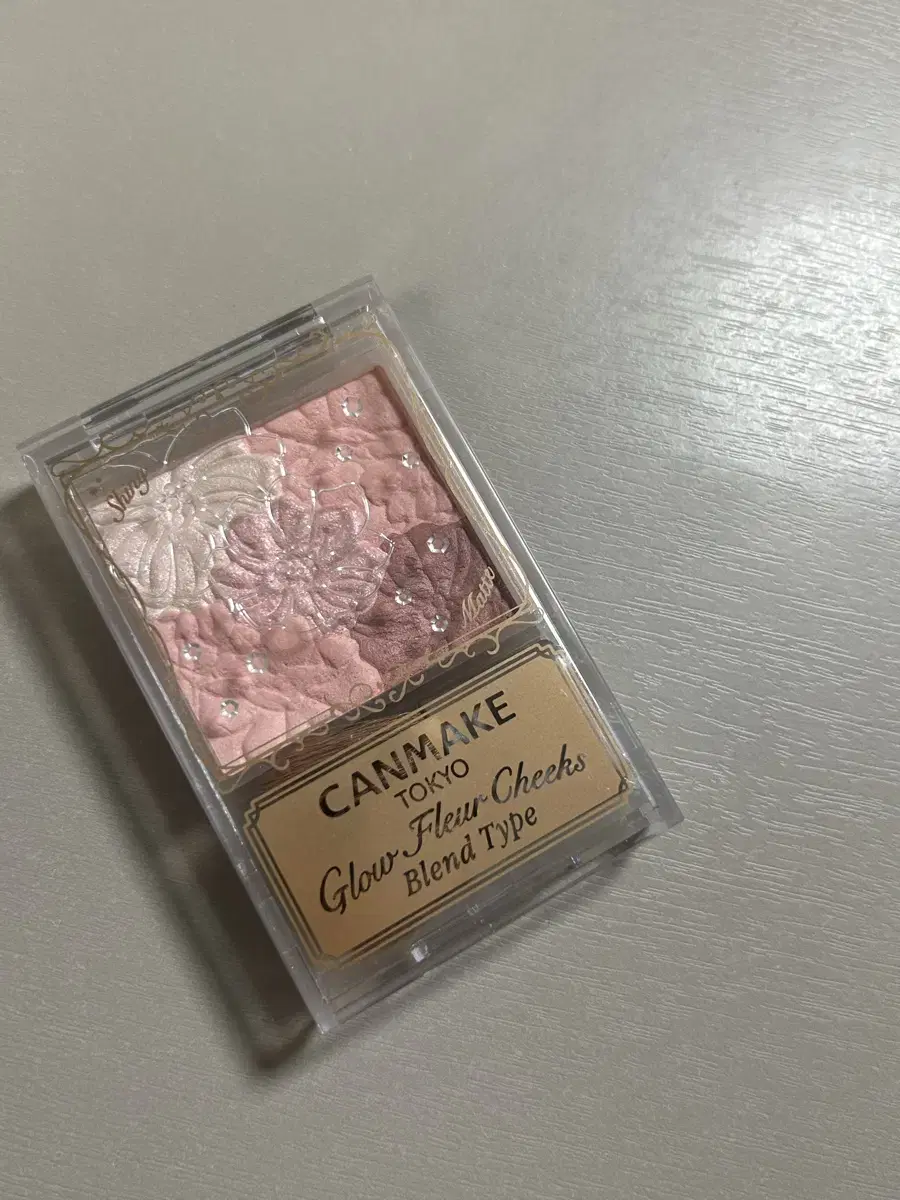 Shiny
Matte
CANMAKE
TOKYO
Glow Fleur Cheeks
Blend Type